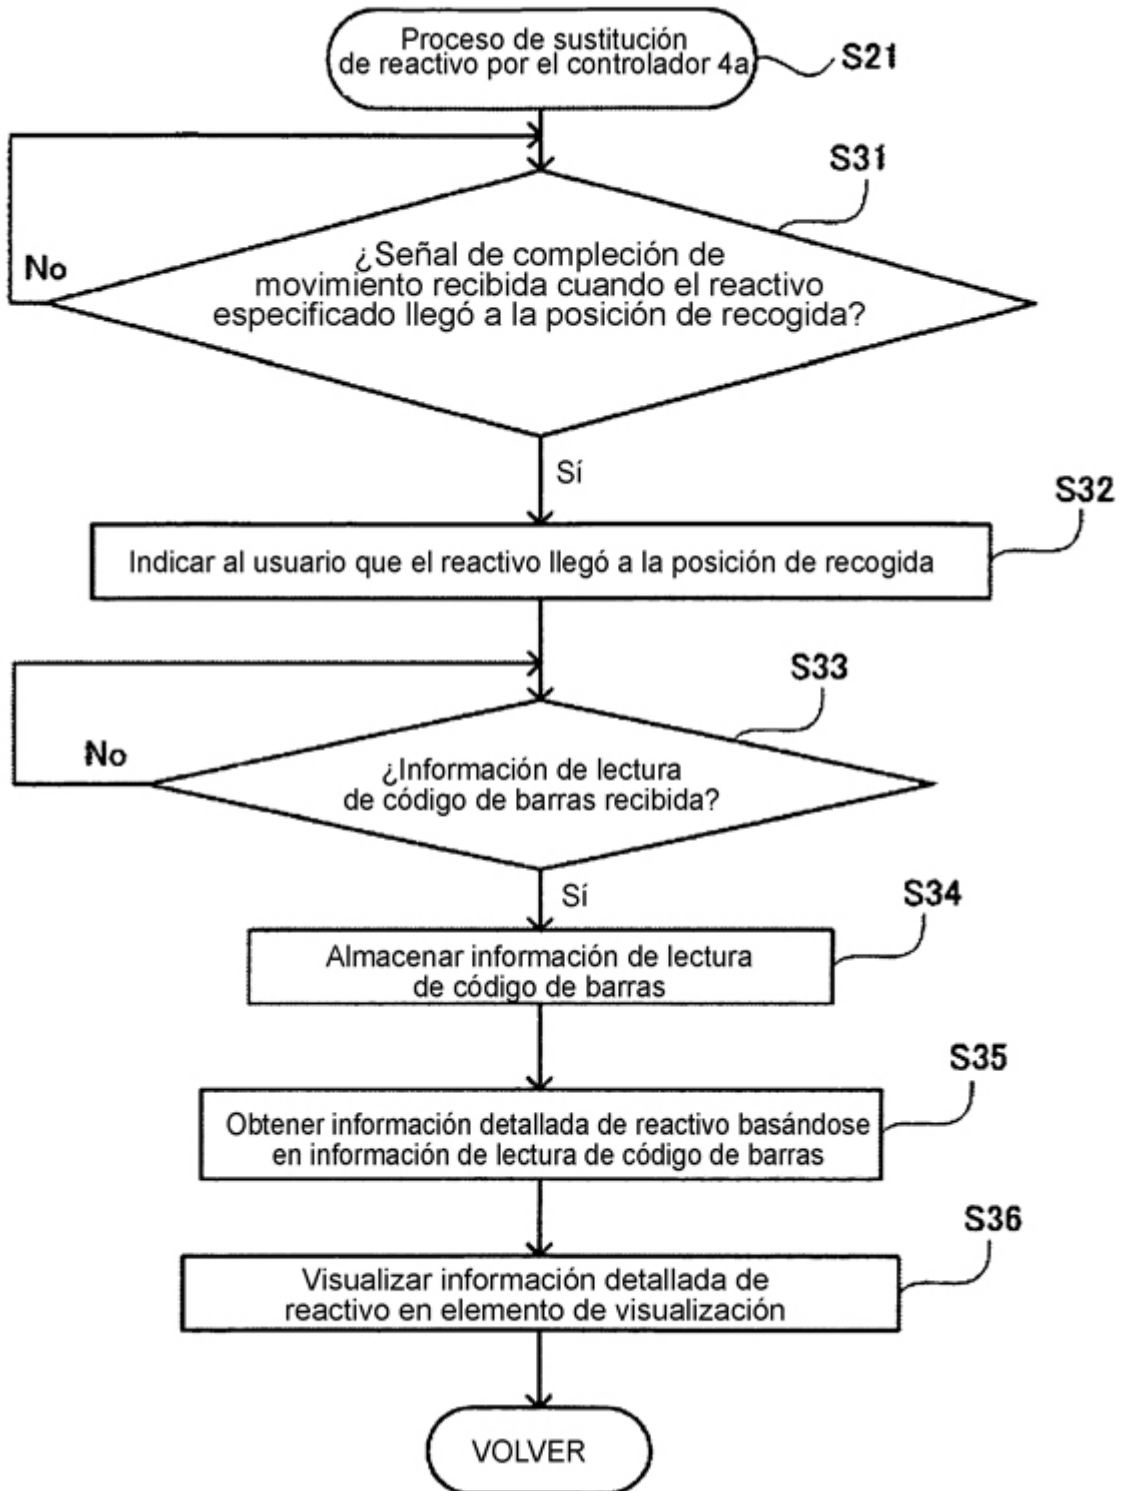 Proceso de sustitución
de reactivo por el controlador 4a
S21
S31
¿Señal de compleción de
movimiento recibida cuando el reactivo
especificado llegó a la posición de recogida?
No
Sí
S32
Indicar al usuario que el reactivo llegó a la posición de recogida
S33
No
¿Información de lectura
de código de barras recibida?
Sí
S34
Almacenar información de lectura
de código de barras
S35
Obtener información detallada de reactivo basándose
en información de lectura de código de barras
S36
Visualizar información detallada de
reactivo en elemento de visualización
VOLVER